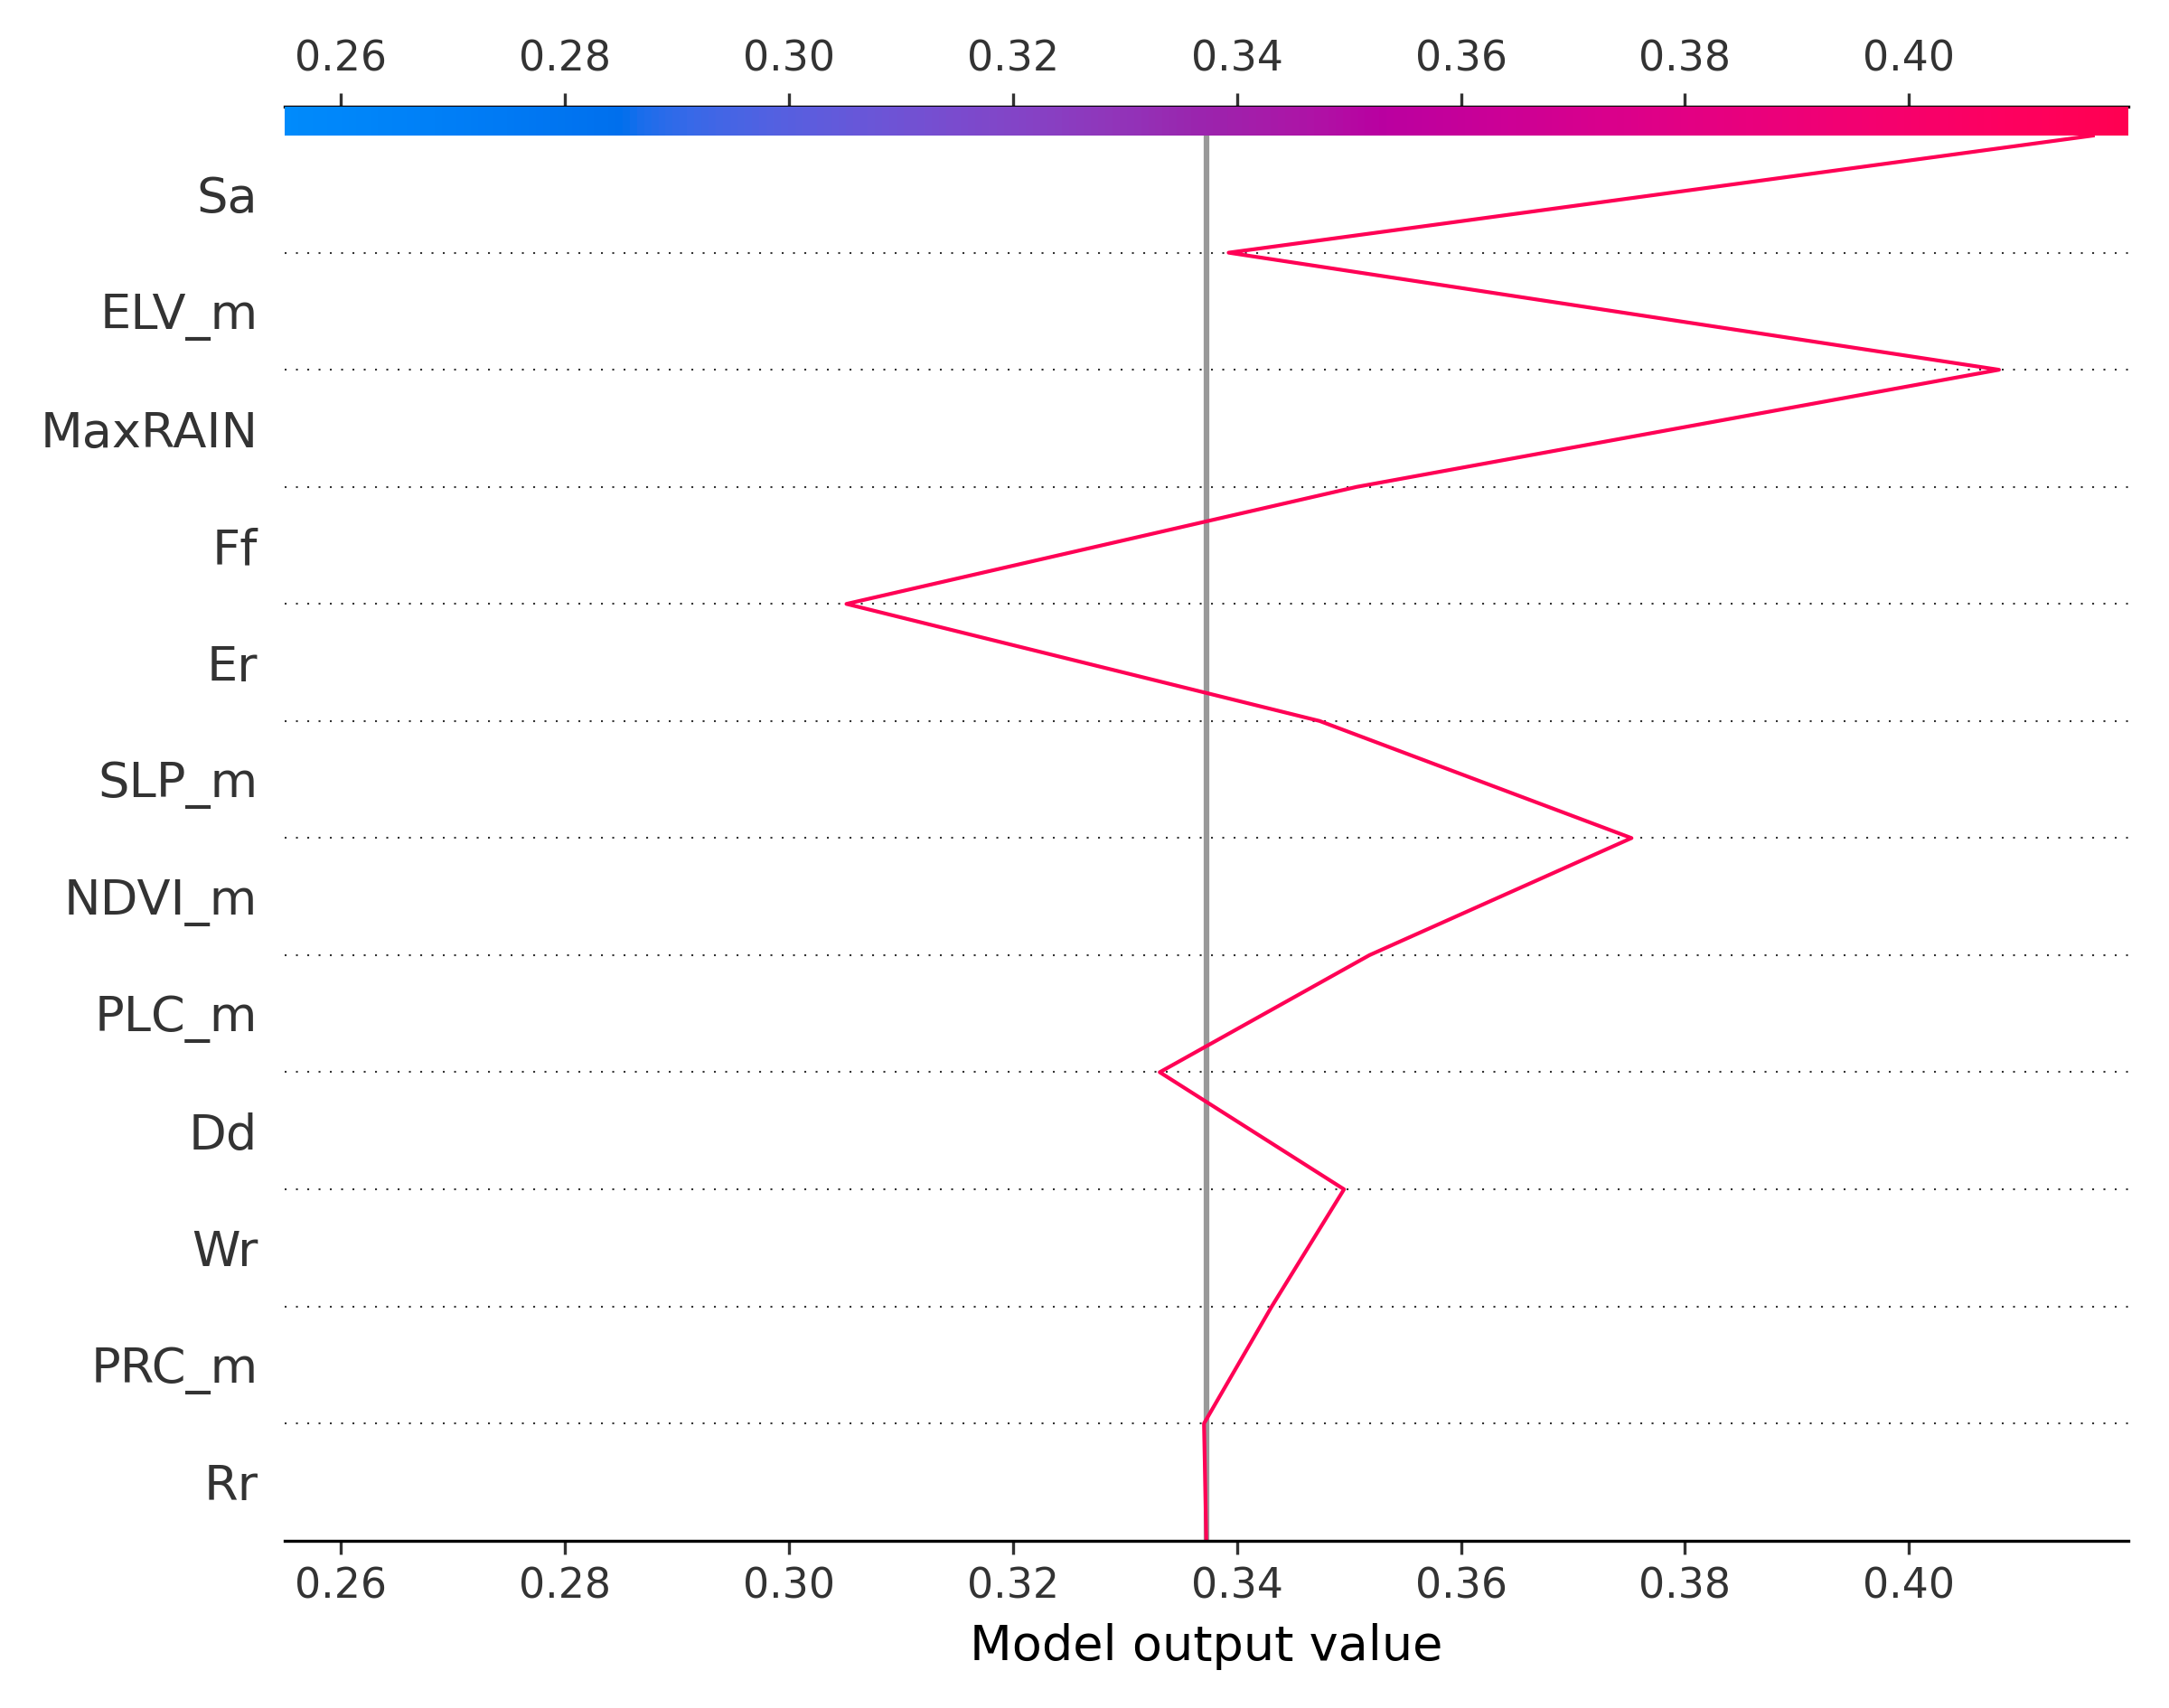 0.26 0.28 0.30 0.32 0.34 0.36 0.38 0.40
Sa
ELV_m
MaxRAIN
Ff
Er
SLP_m
NDVI_m
PLC_m
Dd
Wr
PRC_m
Rr
0.26 0.28 0.30 0.32 0.34 0.36 0.38 0.40
Model output value